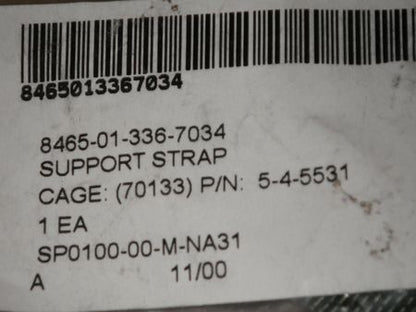 8465013367034
8465-01-336-7034
SUPPORT STRAP
CAGE: (70133) P/N: 5-4-5531
1 EA
SP0100-00-M-NA31
A 11/00